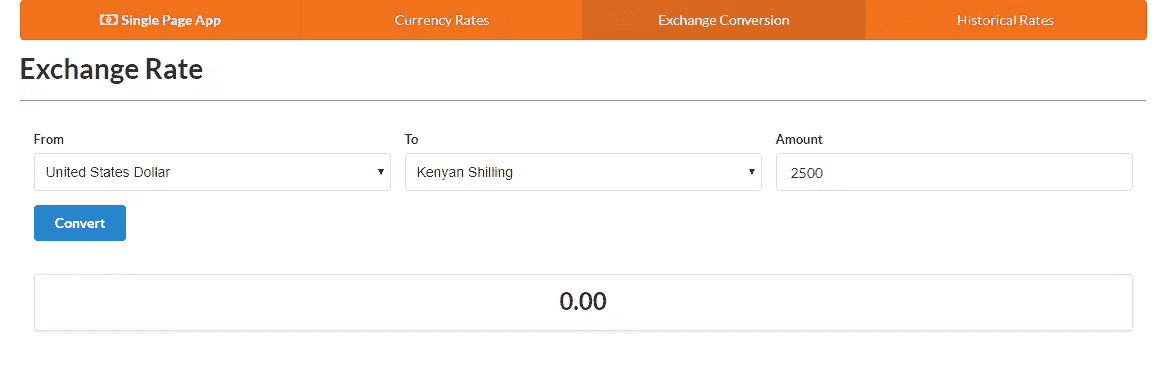 Single Page App Currency Rates Exchange Conversion Historical Rates
Exchange Rate
From To Amount
United States Dollar Kenyan Shilling 2500
Convert
0.00